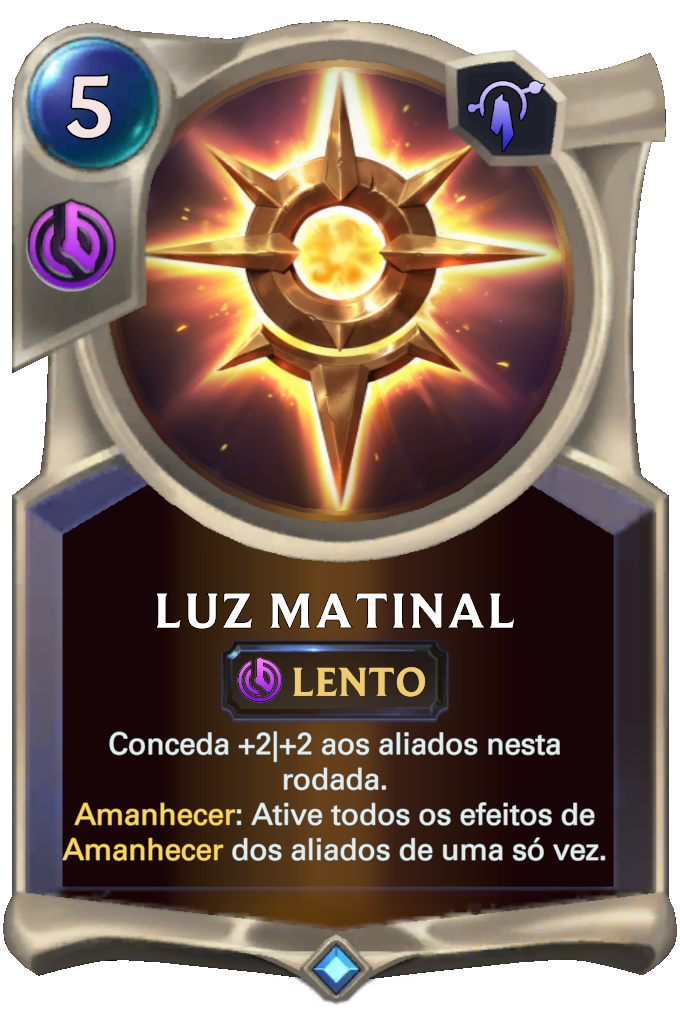 5
LUZ MATINAL
LENTO
Conceda +2|+2 aos aliados nesta
rodada.
Amanhecer: Ative todos os efeitos de
Amanhecer dos aliados de uma só vez.